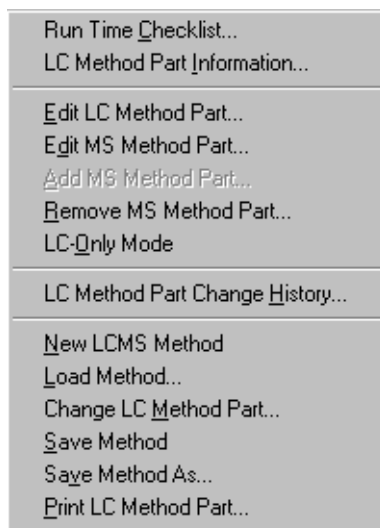 Run Time Checklist...
LC Method Part Information...
Edit LC Method Part...
Edit MS Method Part...
Add MS Method Part...
Remove MS Method Part...
LC-Only Mode
LC Method Part Change History...
New LCMS Method
Load Method...
Change LC Method Part...
Save Method
Save Method As...
Print LC Method Part...